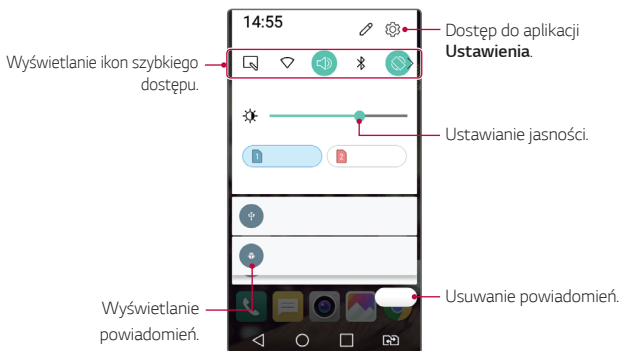 14:55
Dostęp do aplikacji
Ustawienia.
Wyświetlanie ikon szybkiego
dostępu.
Ustawianie jasności.
1
2
Wyświetlanie
powiadomień.
Usuwanie powiadomień.